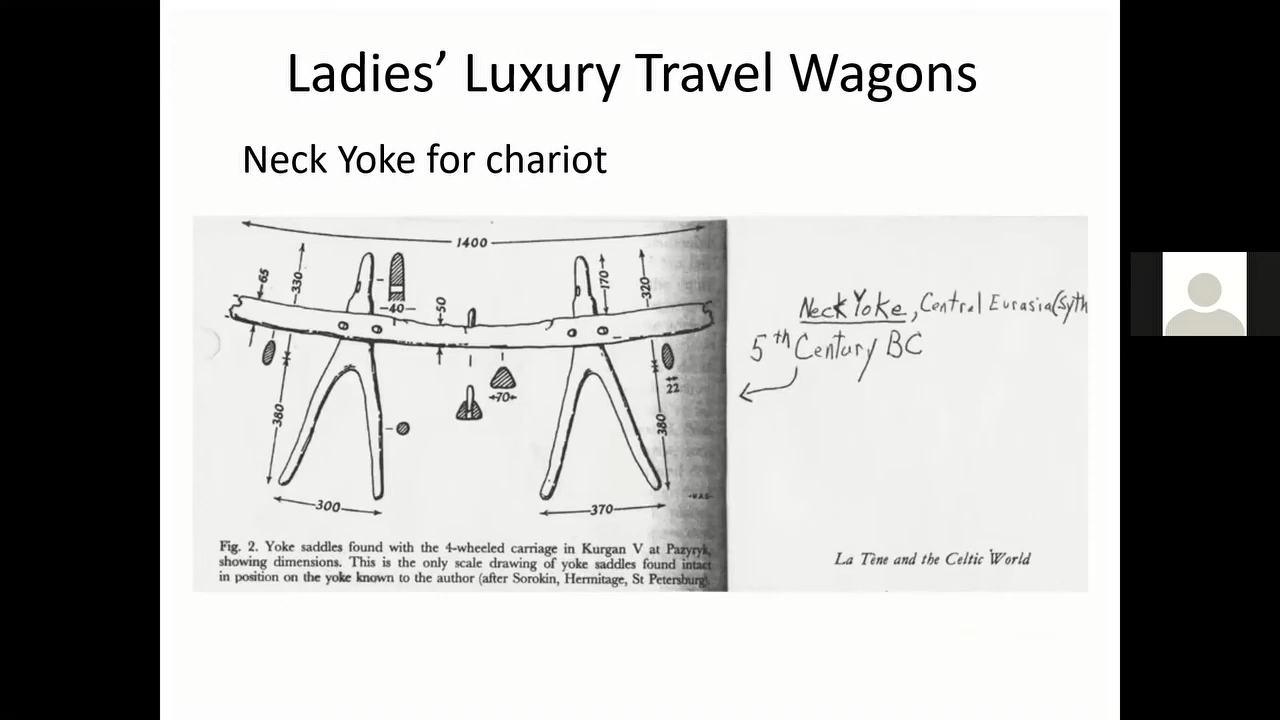 Ladies’ Luxury Travel Wagons
Neck Yoke for chariot
1400
65
330
40
50
170
320
70
22
380
380
300
370
Neck Yoke, Central Eurasia(Syth
5th Century BC
Fig. 2. Yoke saddles found with the 4-wheeled carriage in Kurgan V at Pazyryk,
showing dimensions. This is the only scale drawing of yoke saddles found intact
in position on the yoke known to the author (after Sorokin, Hermitage, St Petersburg).
La Tène and the Celtic World